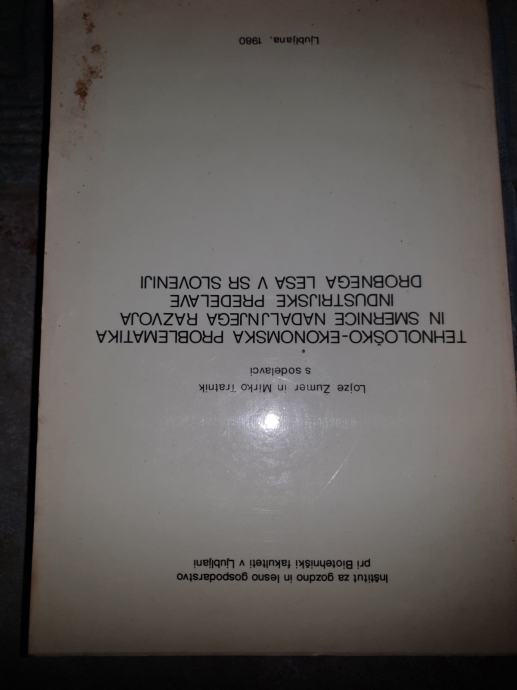 Inštitut za gozdno in lesno gospodarstvo
pri Biotehniški fakulteti v Ljubljani
Lojze Žumer in Mirko Tratnik
s sodelavci
TEHNOLOŠKO-EKONOMSKA PROBLEMATIKA
IN SMERNICE NADALJNJEGA RAZVOJA
INDUSTRIJSKE PREDELAVE
DROBNEGA LESA V SR SLOVENIJI
Ljubljana, 1980